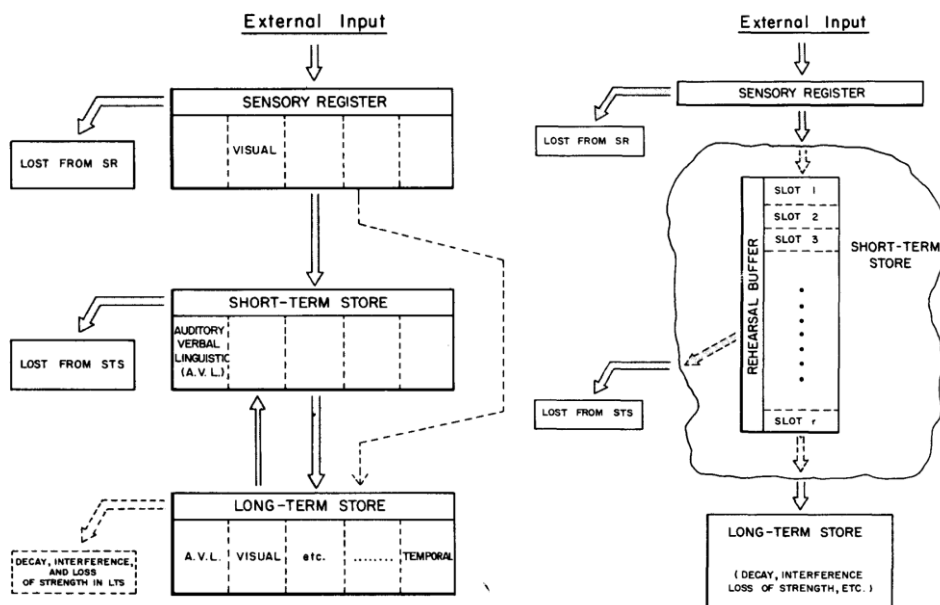 External Input
SENSORY REGISTER
LOST FROM SR
VISUAL
SHORT-TERM STORE
AUDITORY
VERBAL
LINGUISTIC
(A.V.L.)
LOST FROM STS
LONG-TERM STORE
A.V.L.
VISUAL
etc.
........
TEMPORAL
DECAY, INTERFERENCE,
AND LOSS
OF STRENGTH IN LTS
External Input
SENSORY REGISTER
LOST FROM SR
REHEARSAL BUFFER
SLOT 1
SLOT 2
SLOT 3
SLOT r
SHORT-TERM
STORE
LOST FROM STS
LONG-TERM STORE
(DECAY, INTERFERENCE
LOSS OF STRENGTH, ETC.)